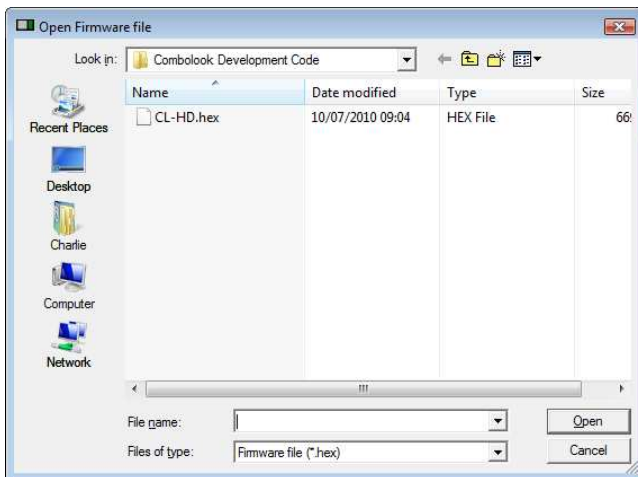 Open Firmware file
Look in: Combolook Development Code
Name Date modified Type Size
CL-HD.hex 10/07/2010 09:04 HEX File
Recent Places
Desktop
Charlie
Computer
Network
File name: Open
Files of type: Firmware file (*.hex) Cancel